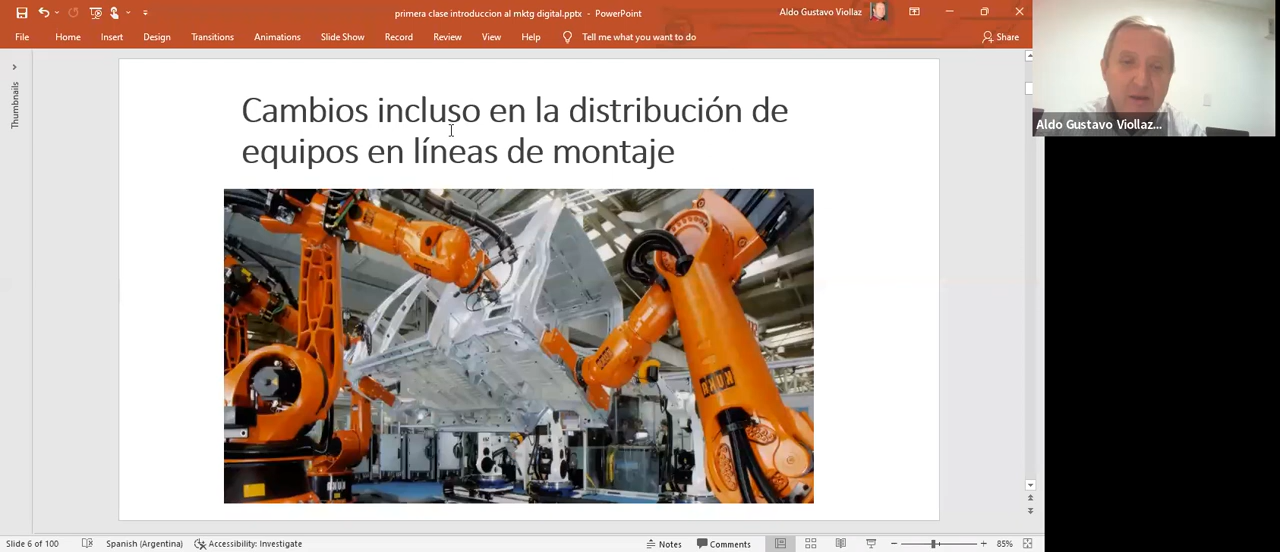 primera clase introduccion al mktg digital.pptx - PowerPoint
Aldo Gustavo Viollaz
File Home Insert Design Transitions Animations Slide Show Record Review View Help Tell me what you want to do Share
Thumbnails
Cambios incluso en la distribución de
equipos en líneas de montaje
KUKA
Aldo Gustavo Viollaz...
Slide 6 of 100 Spanish (Argentina) Accessibility: Investigate Notes Comments 85%